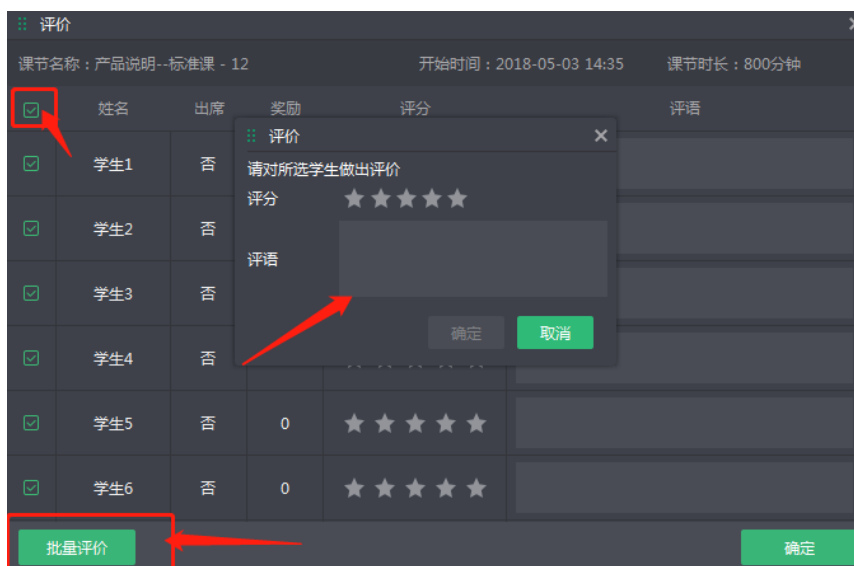 评价
课节名称：产品说明--标准课 - 12 开始时间：2018-05-03 14:35 课节时长：800分钟
姓名 出席 奖励 评分 评语
评价
请对所选学生做出评价
评分
评语
确定 取消
学生1 否
学生2 否
学生3 否
学生4 否
学生5 否 0
学生6 否 0
批量评价 确定